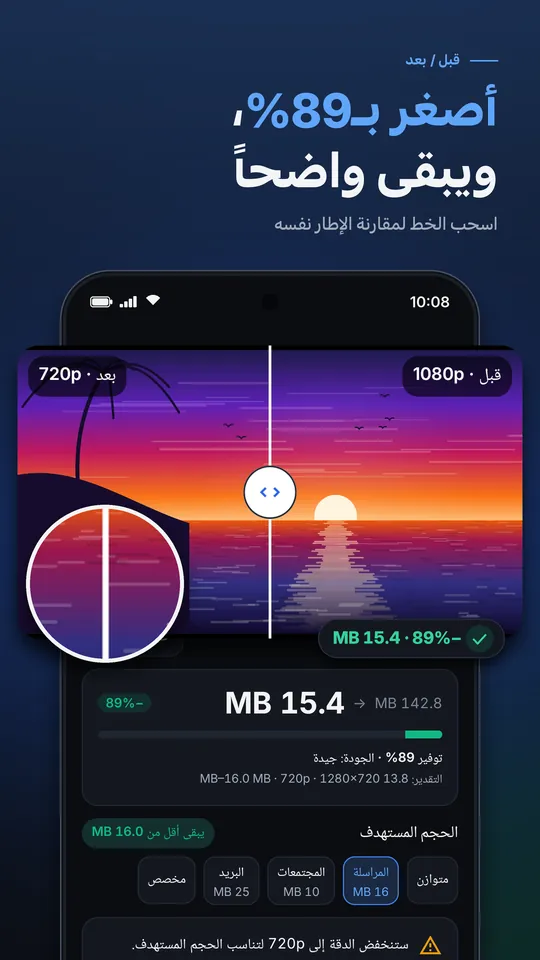 قبل / بعد
أصغر بـ89%،
ويبقى واضحاً
اسحب الخط لمقارنة الإطار نفسه
10:08
قبل · 1080p
بعد · 720p
MB 15.4 · 89%−
MB 142.8 → MB 15.4
89%−
توفير 89% · الجودة: جيدة
التقدير: 13.8 MB–16.0 MB · 720p · 1280×720
الحجم المستهدف
يبقى أقل من MB 16.0
متوازن
المراسلة
MB 16
المجتمعات
MB 10
البريد
MB 25
مخصص
ستنخفض الدقة إلى 720p لتناسب الحجم المستهدف.